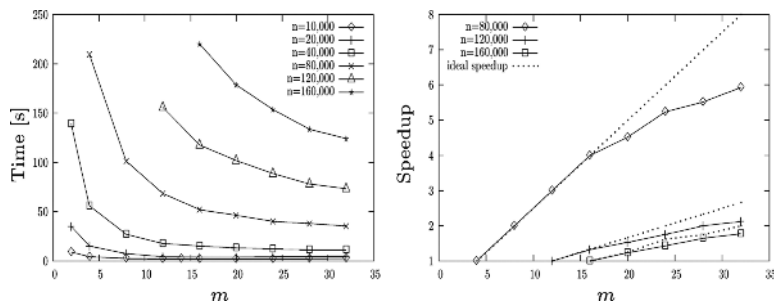 Time [s]
250
200
150
100
50
0
n=10,000
n=20,000
n=40,000
n=80,000
n=120,000
n=160,000
0 5 10 15 20 25 30 35
m
Speedup
8
7
6
5
4
3
2
1
n=80,000
n=120,000
n=160,000
ideal speedup
0 5 10 15 20 25 30 35
m